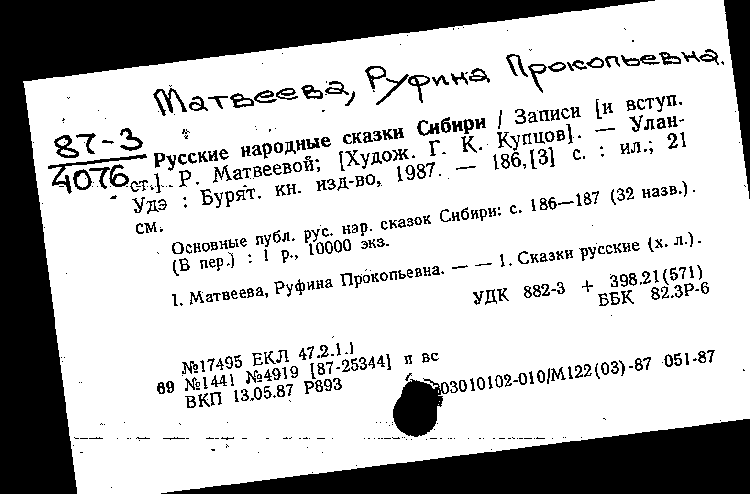 Матвеева, Руфина Прокопьевна.
87-3
4076
Русские народные сказки Сибири / Записи [и вступ.
ст.] Р. Матвеевой; [Худож. Г. К. Купцов]. — Улан-
Удэ : Бурят. кн. изд-во, 1987. — 186,[3] с. : ил.; 21
см.
Основные публ. рус. нар. сказок Сибири: с. 186—187 (32 назв.).
(В пер.) : 1 р., 10000 экз.
1. Матвеева, Руфина Прокопьевна. — — 1. Сказки русские (х. л.).
УДК 882-3 + 398.21(571)
ББК 82.3Р-6
№17495 ЕКЛ 47.2.1.1
69 №1441 №4919 [87-25344] п вс
ВКП 13.05.87 Р893 03010102-010/М122(03)-87 051-87